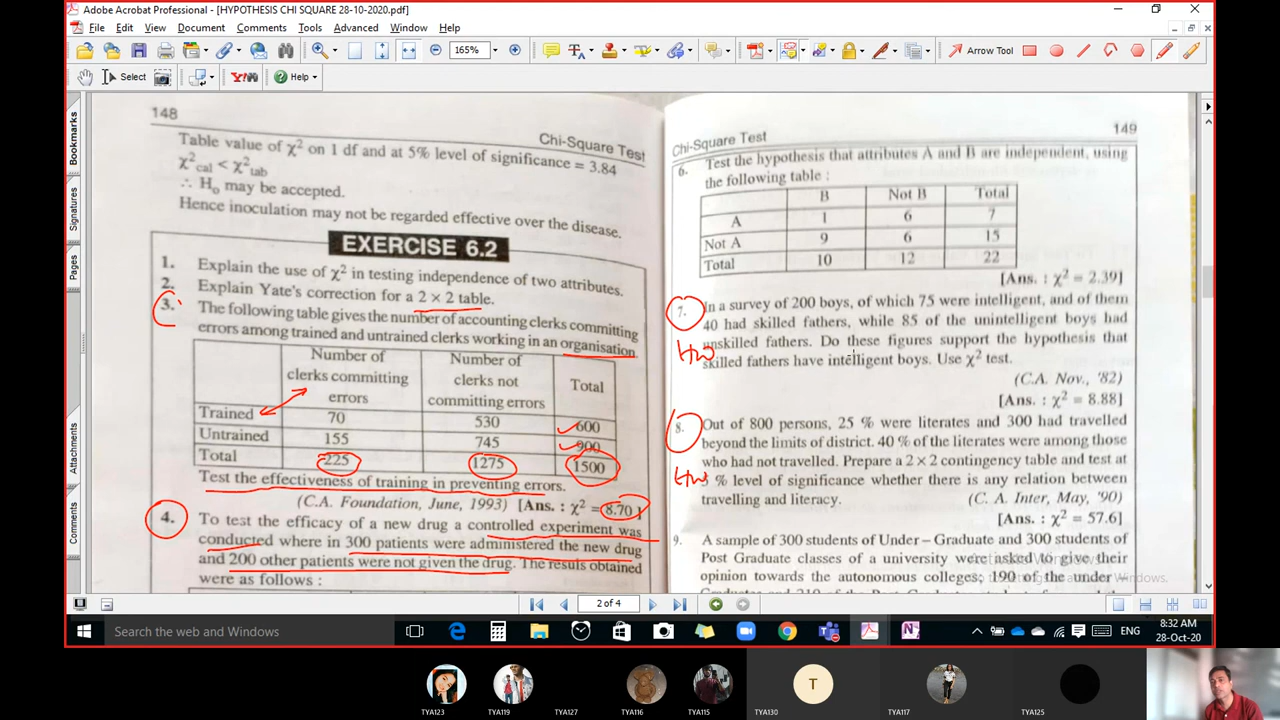 Adobe Acrobat Professional - [HYPOTHESIS CHI SQUARE 28-10-2020.pdf]
File Edit View Document Comments Tools Advanced Window Help
165%
Arrow Tool
Select
Y! Help
Bookmarks
Signatures
Pages
Attachments
Comments
148
Chi-Square Test
Table value of χ² on 1 df and at 5% level of significance = 3.84
χ²cal < χ²tab
∴ Ho may be accepted.
Hence inoculation may not be regarded effective over the disease.
EXERCISE 6.2
1. Explain the use of χ² in testing independence of two attributes.
2. Explain Yate's correction for a 2 × 2 table.
3. The following table gives the number of accounting clerks committing
errors among trained and untrained clerks working in an organisation
Number of clerks committing errors Number of clerks not committing errors Total
Trained 70 530 600
Untrained 155 745 900
Total 225 1275 1500
Test the effectiveness of training in preventing errors.
(C.A. Foundation, June, 1993) [Ans. : χ² = 8.70]
4. To test the efficacy of a new drug a controlled experiment was
conducted where in 300 patients were administered the new drug
and 200 other patients were not given the drug. The resuls obtained
were as follows :
149
Chi-Square Test
6. Test the hypothesis that attributes A and B are independent, using
the following table :
B Not B Total
A 1 6 7
Not A 9 6 15
Total 10 12 22
[Ans. : χ² = 2.39]
7. In a survey of 200 boys, of which 75 were intelligent, and of them
40 had skilled fathers, while 85 of the unintelligent boys had
HW
unskilled fathers. Do these figures support the hypothesis that
skilled fathers have intelligent boys. Use χ² test.
(C.A. Nov., '82)
[Ans. : χ² = 8.88]
8. Out of 800 persons, 25 % were literates and 300 had travelled
beyond the limits of district. 40 % of the literates were among those
who had not travelled. Prepare a 2 × 2 contingency table and test at
HW
% level of significance whether there is any relation between
travelling and literacy. (C. A. Inter, May, '90)
[Ans. : χ² = 57.6]
9. A sample of 300 students of Under – Graduate and 300 students of
Post Graduate classes of a university were asked to give their
opinion towards the autonomous colleges; 190 of the under
2 of 4
Search the web and Windows
ENG
8:32 AM
28-Oct-20
T
TYA123 TYA119 TYA127 TYA116 TYA115 TYA130 TYA117 TYA125